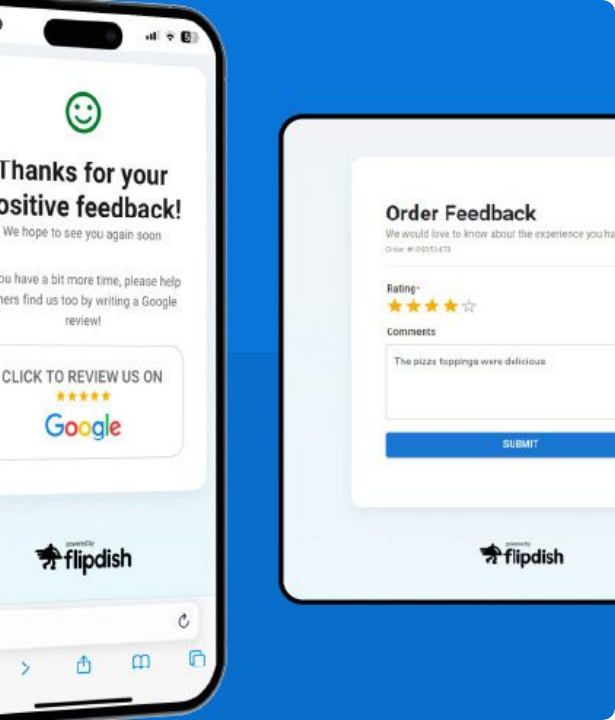 Thanks for your
ositive feedback!
We hope to see you again soon
ou have a bit more time, please help
hers find us too by writing a Google
review!
CLICK TO REVIEW US ON
Google
powered by
flipdish
Order Feedback
We would love to know about the experience you ha
Rating*
Comments
The pizza toppings were delicious
SUBMIT
powered by
flipdish